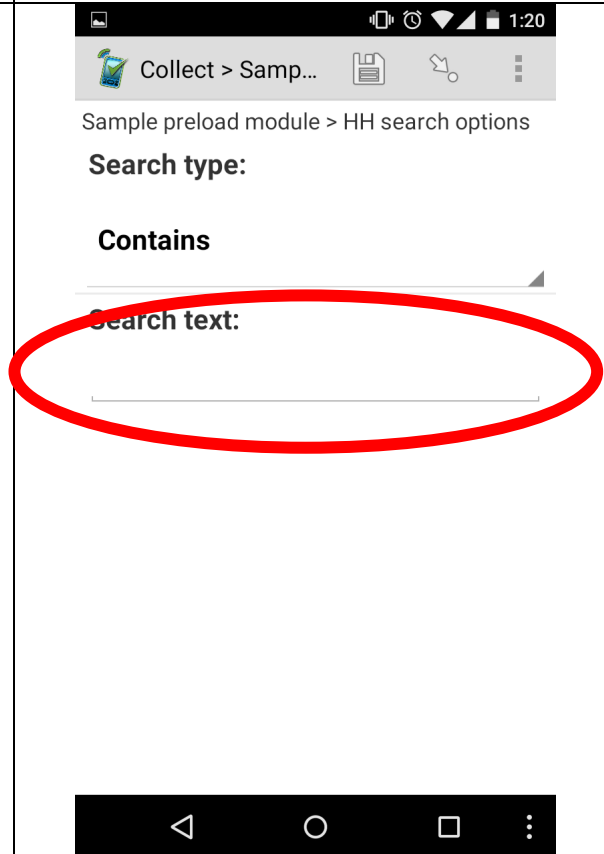 1:20
Collect > Samp...
Sample preload module > HH search options
Search type:
Contains
Search text: